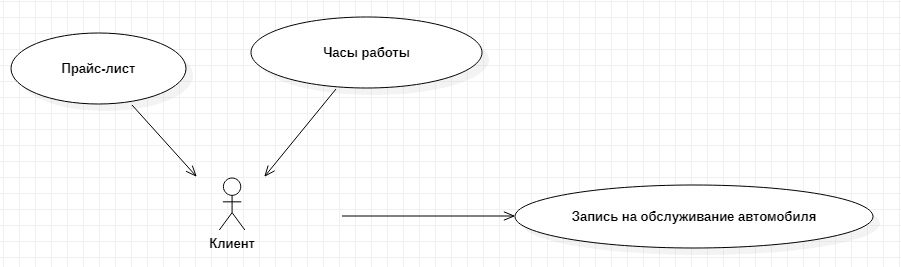 Часы работы
Прайс-лист
Запись на обслуживание автомобиля
Клиент